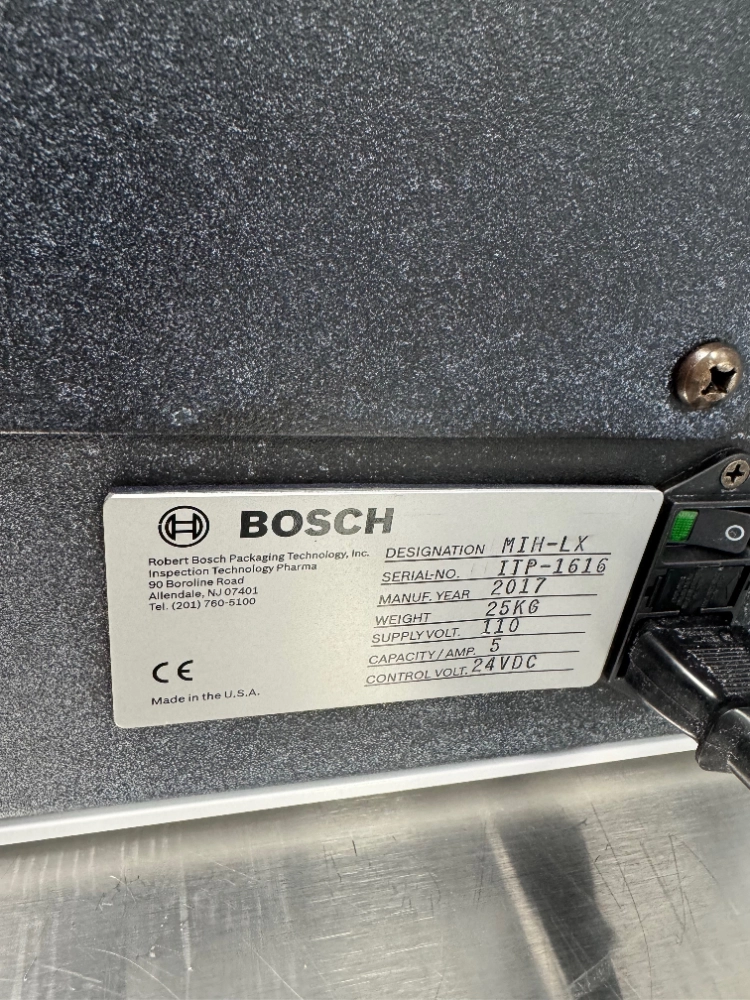 BOSCH
Robert Bosch Packaging Technology, Inc.
Inspection Technology Pharma
90 Boroline Road
Allendale, NJ 07401
Tel. (201) 760-5100
CE
Made in the U.S.A.
DESIGNATION MIH-LX
SERIAL-NO. ITP-1616
MANUF. YEAR 2017
WEIGHT 25KG
SUPPLY VOLT. 110
CAPACITY/AMP. 5
CONTROL VOLT. 24VDC